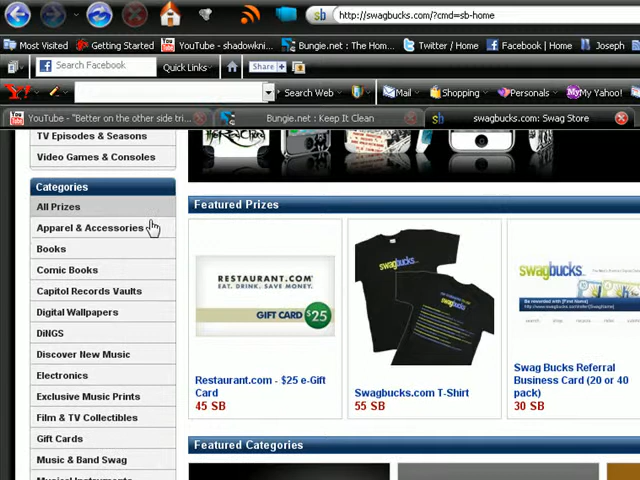 http://swagbucks.com/?cmd=sb-home
Most Visited Getting Started YouTube - shadowkni... Bungie.net : The Hom... Twitter / Home Facebook | Home Joseph
Search Facebook Quick Links Share
Y! Search Web Mail Shopping Personals My Yahoo!
YouTube - "Better on the other side tri... Bungie.net : Keep It Clean swagbucks.com: Swag Store
TV Episodes & Seasons
Video Games & Consoles
Categories
All Prizes
Apparel & Accessories
Books
Comic Books
Capitol Records Vaults
Digital Wallpapers
DiNGS
Discover New Music
Electronics
Exclusive Music Prints
Film & TV Collectibles
Gift Cards
Music & Band Swag
Musical Instruments
Featured Prizes
RESTAURANT.COM
EAT. DRINK. SAVE MONEY.
GIFT CARD $25
Restaurant.com - $25 e-Gift
Card
45 SB
swagbucks
swagbucks
Swagbucks.com T-Shirt
55 SB
swagbucks
Swag Bucks Referral
Business Card (20 or 40
pack)
30 SB
Featured Categories